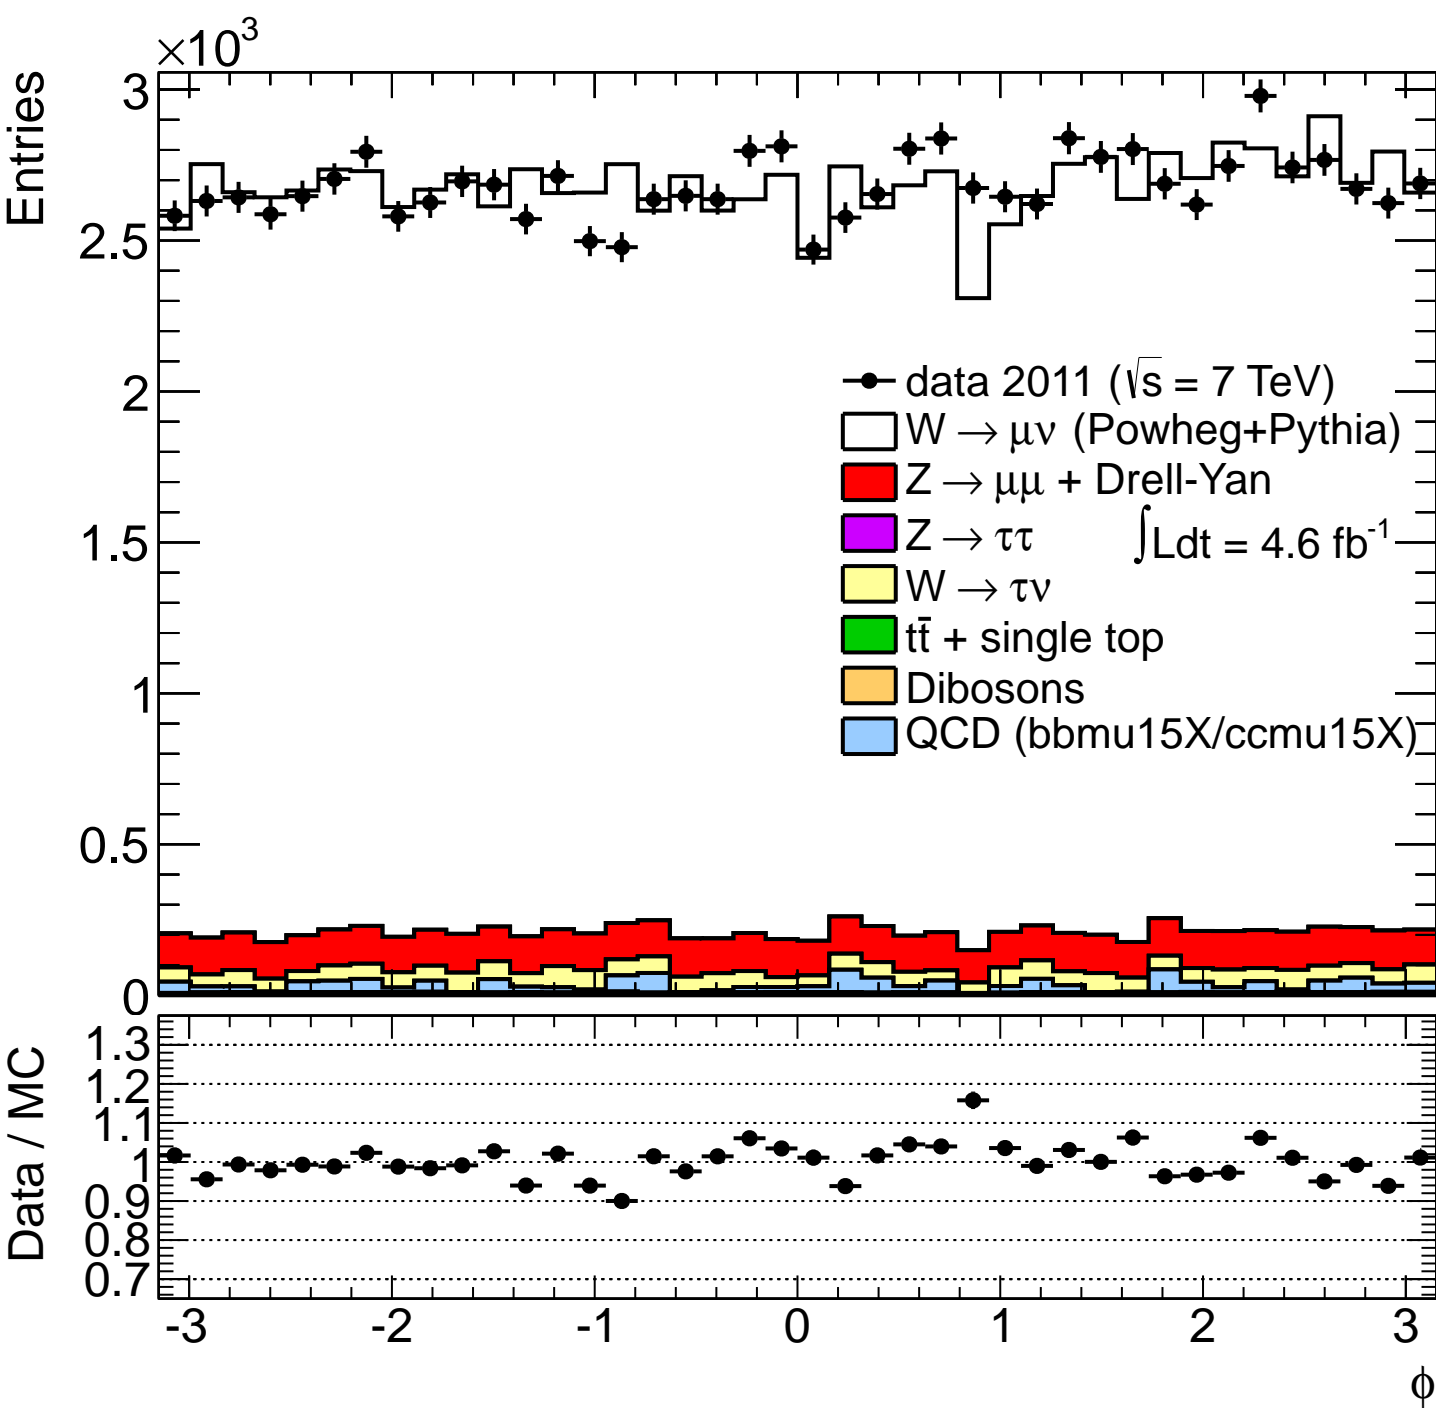 ×10³
Entries
3
2.5
2
1.5
1
0.5
0
data 2011 (√s = 7 TeV)
W → μν (Powheg+Pythia)
Z → μμ + Drell-Yan
Z → ττ
∫Ldt = 4.6 fb⁻¹
W → τν
tt̄ + single top
Dibosons
QCD (bbmu15X/ccmu15X)
Data / MC
1.3
1.2
1.1
1
0.9
0.8
0.7
-3 -2 -1 0 1 2 3
ϕ